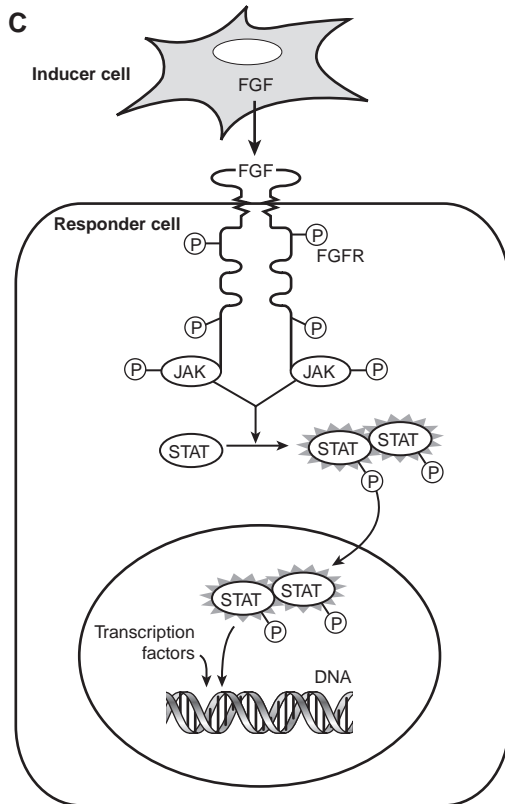 C
Inducer cell
FGF
FGF
Responder cell
P
P
FGFR
P
P
P
JAK
JAK
P
STAT
STAT
STAT
P
P
STAT
STAT
P
P
Transcription
factors
DNA